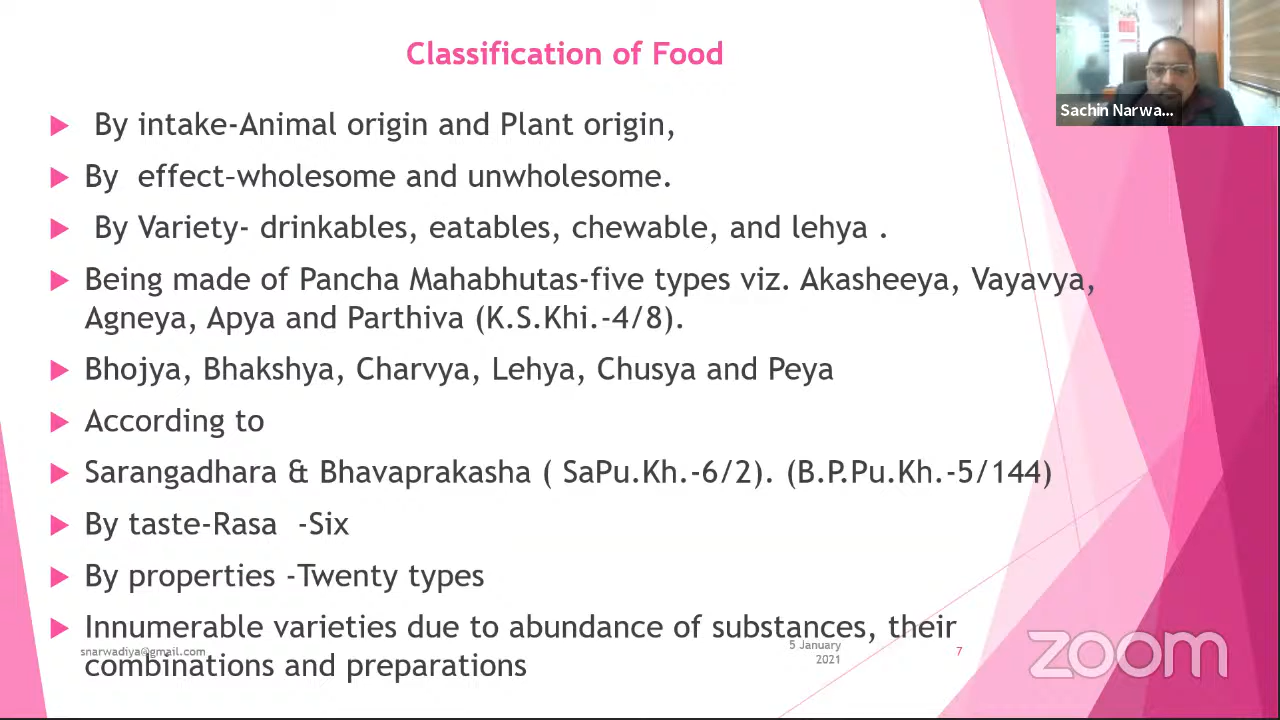 Classification of Food
Sachin Narwa...
By intake-Animal origin and Plant origin,
By effect-wholesome and unwholesome.
By Variety- drinkables, eatables, chewable, and lehya .
Being made of Pancha Mahabhutas-five types viz. Akasheeya, Vayavya,
Agneya, Apya and Parthiva (K.S.Khi.-4/8).
Bhojya, Bhakshya, Charvya, Lehya, Chusya and Peya
According to
Sarangadhara & Bhavaprakasha ( SaPu.Kh.-6/2). (B.P.Pu.Kh.-5/144)
By taste-Rasa -Six
By properties -Twenty types
Innumerable varieties due to abundance of substances, their
combinations and preparations
snarwadiya@gmail.com
5 January
2021
7
zoom